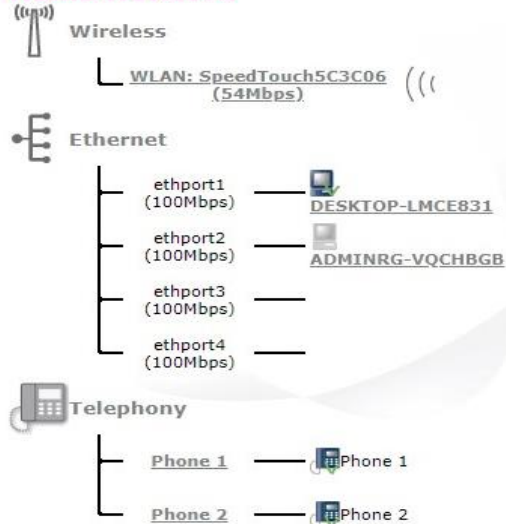 Wireless
WLAN: SpeedTouch5C3C06
(54Mbps)
Ethernet
ethport1
(100Mbps)
DESKTOP-LMCE831
ethport2
(100Mbps)
ADMINRG-VQCHBGB
ethport3
(100Mbps)
ethport4
(100Mbps)
Telephony
Phone 1
Phone 1
Phone 2
Phone 2